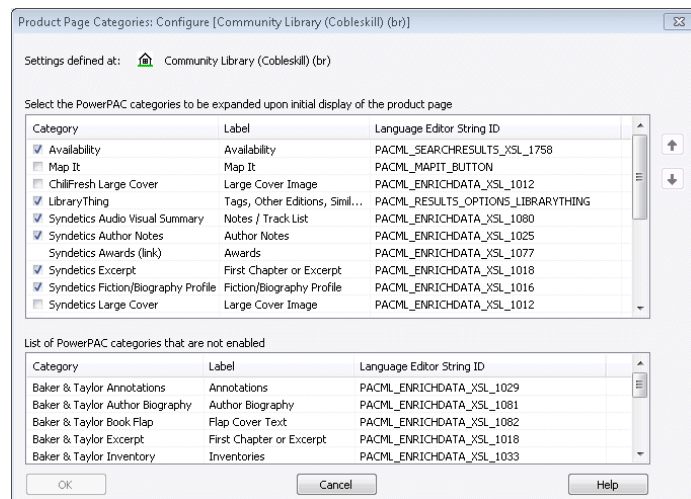 Product Page Categories: Configure [Community Library (Cobleskill) (br)]
Settings defined at: Community Library (Cobleskill) (br)
Select the PowerPAC categories to be expanded upon initial display of the product page
Category Label Language Editor String ID
Availability Availability PACML_SEARCHRESULTS_XSL_1758
Map It Map It PACML_MAPIT_BUTTON
ChiliFresh Large Cover Large Cover Image PACML_ENRICHDATA_XSL_1012
LibraryThing Tags, Other Editions, Simil... PACML_RESULTS_OPTIONS_LIBRARYTHING
Syndetics Audio Visual Summary Notes / Track List PACML_ENRICHDATA_XSL_1080
Syndetics Author Notes Author Notes PACML_ENRICHDATA_XSL_1025
Syndetics Awards (link) Awards PACML_ENRICHDATA_XSL_1077
Syndetics Excerpt First Chapter or Excerpt PACML_ENRICHDATA_XSL_1018
Syndetics Fiction/Biography Profile Fiction/Biography Profile PACML_ENRICHDATA_XSL_1016
Syndetics Large Cover Large Cover Image PACML_ENRICHDATA_XSL_1012
List of PowerPAC categories that are not enabled
Category Label Language Editor String ID
Baker & Taylor Annotations Annotations PACML_ENRICHDATA_XSL_1029
Baker & Taylor Author Biography Author Biography PACML_ENRICHDATA_XSL_1081
Baker & Taylor Book Flap Flap Cover Text PACML_ENRICHDATA_XSL_1082
Baker & Taylor Excerpt First Chapter or Excerpt PACML_ENRICHDATA_XSL_1018
Baker & Taylor Inventory Inventories PACML_ENRICHDATA_XSL_1033
OK Cancel Help